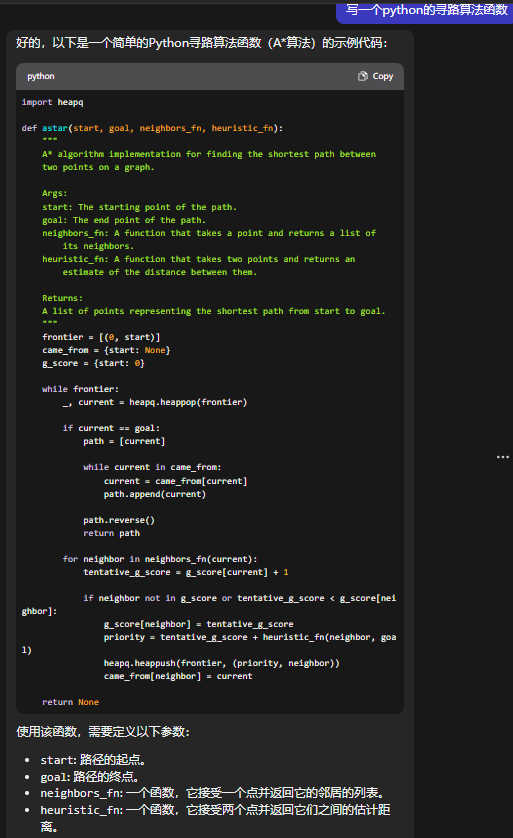 写一个python的寻路算法函数
好的，以下是一个简单的Python寻路算法函数（A*算法）的示例代码：
python
Copy
import heapq
def astar(start, goal, neighbors_fn, heuristic_fn):
"""
A* algorithm implementation for finding the shortest path between
two points on a graph.
Args:
start: The starting point of the path.
goal: The end point of the path.
neighbors_fn: A function that takes a point and returns a list of
its neighbors.
heuristic_fn: A function that takes two points and returns an
estimate of the distance between them.
Returns:
A list of points representing the shortest path from start to goal.
"""
frontier = [(0, start)]
came_from = {start: None}
g_score = {start: 0}
while frontier:
_, current = heapq.heappop(frontier)
if current == goal:
path = [current]
while current in came_from:
current = came_from[current]
path.append(current)
path.reverse()
return path
for neighbor in neighbors_fn(current):
tentative_g_score = g_score[current] + 1
if neighbor not in g_score or tentative_g_score < g_score[nei
ghbor]:
g_score[neighbor] = tentative_g_score
priority = tentative_g_score + heuristic_fn(neighbor, goa
l)
heapq.heappush(frontier, (priority, neighbor))
came_from[neighbor] = current
return None
使用该函数，需要定义以下参数：
• start: 路径的起点。
• goal: 路径的终点。
• neighbors_fn: 一个函数，它接受一个点并返回它的邻居的列表。
• heuristic_fn: 一个函数，它接受两个点并返回它们之间的估计距
离。